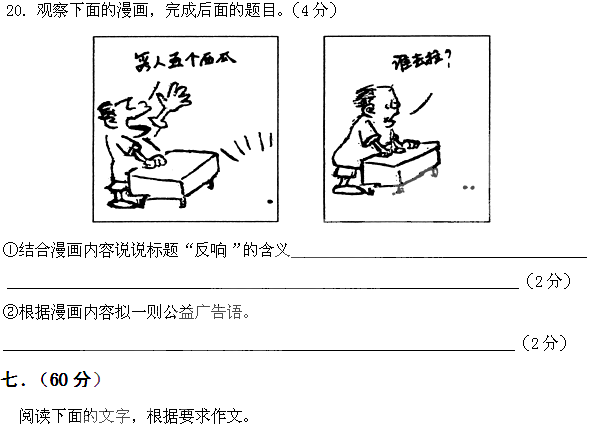 20. 观察下面的漫画，完成后面的题目。(4分)
每人五个西瓜
谁去拉?
①结合漫画内容说说标题“反响”的含义
(2分)
②根据漫画内容拟一则公益广告语。
(2分)
七.(60分)
阅读下面的文字，根据要求作文。